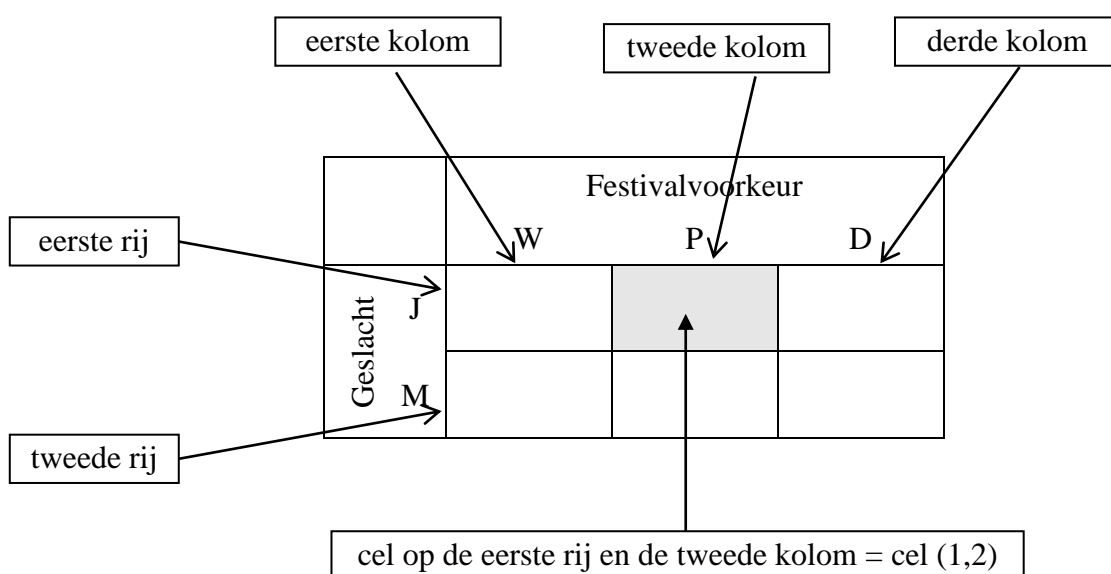 eerste kolom
tweede kolom
derde kolom
Festivalvoorkeur
W P D
eerste rij
J
Geslacht
M
tweede rij
cel op de eerste rij en de tweede kolom = cel (1,2)